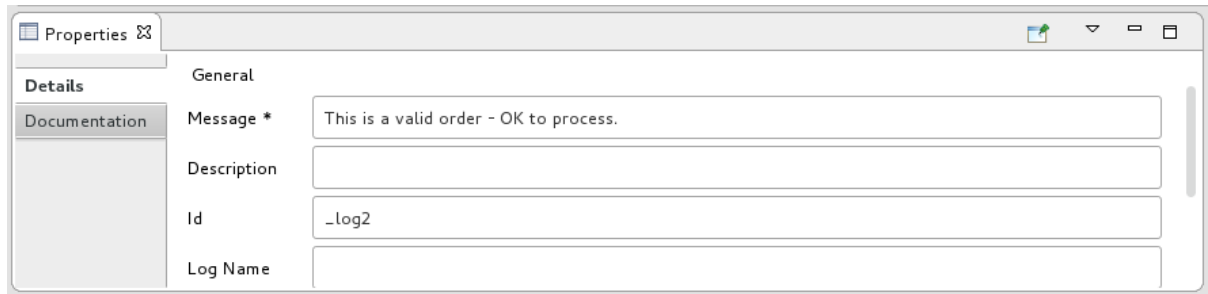 Properties
Details
Documentation
General
Message * This is a valid order - OK to process.
Description
Id _log2
Log Name